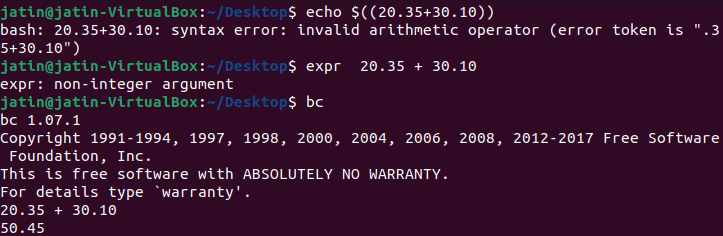 jatin@jatin-VirtualBox:~/Desktop$ echo $((20.35+30.10))
bash: 20.35+30.10: syntax error: invalid arithmetic operator (error token is ".3
5+30.10")
jatin@jatin-VirtualBox:~/Desktop$ expr  20.35 + 30.10
expr: non-integer argument
jatin@jatin-VirtualBox:~/Desktop$ bc
bc 1.07.1
Copyright 1991-1994, 1997, 1998, 2000, 2004, 2006, 2008, 2012-2017 Free Software
 Foundation, Inc.
This is free software with ABSOLUTELY NO WARRANTY.
For details type `warranty'.
20.35 + 30.10
50.45